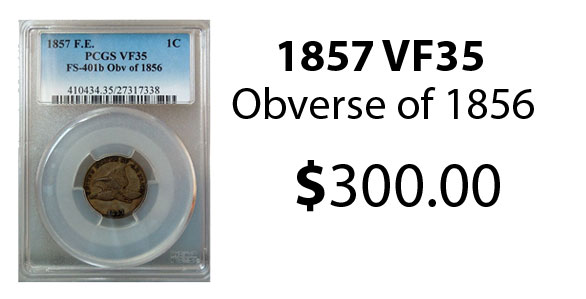 1857 F.E. 1C
PCGS VF35
FS-401b Obv of 1856
410434.35/27317338
1857
1857 VF35
Obverse of 1856
$300.00